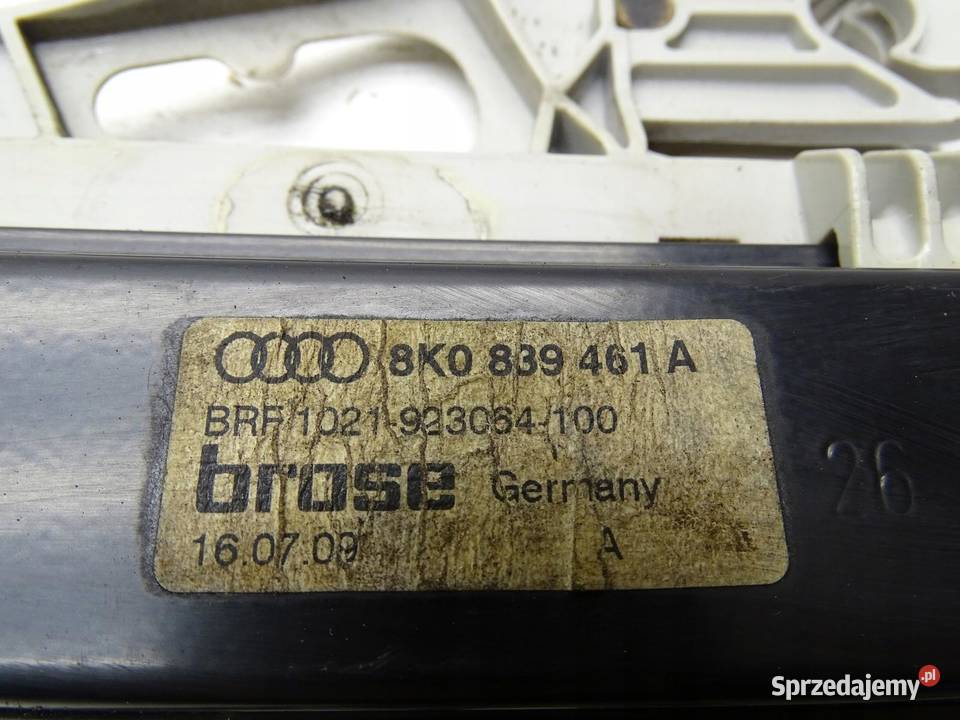 8K0 839 461 A
BRF 1021-923064-100
brose Germany
16.07.09 A
26
Sprzedajemy.pl